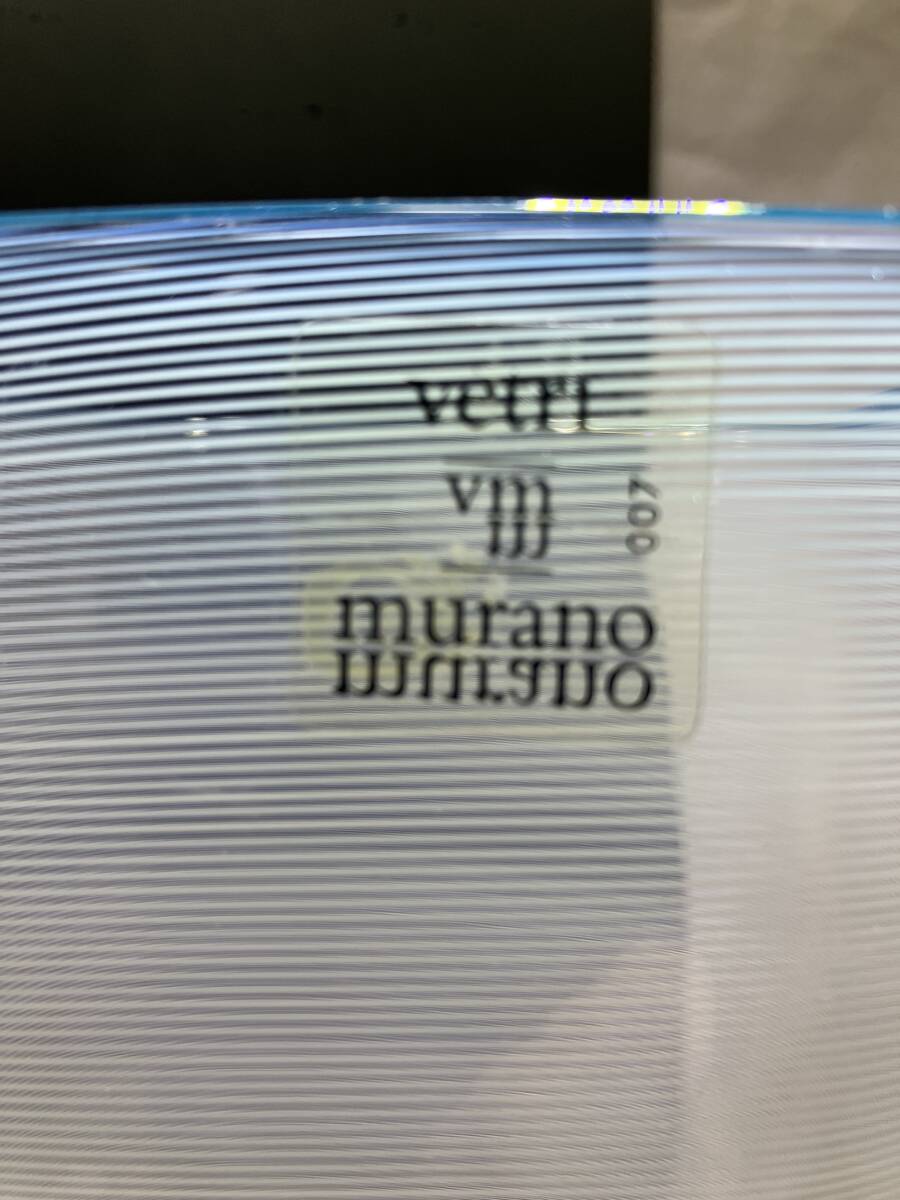 vetri
vm
007
murano